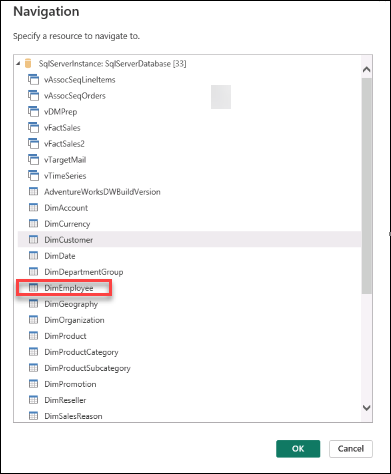 Navigation
Specify a resource to navigate to.
SqlServerInstance: SqlServerDatabase [33]
vAssocSeqLineItems
vAssocSeqOrders
vDMPrep
vFactSales
vFactSales2
vTargetMail
vTimeSeries
AdventureWorksDWBuildVersion
DimAccount
DimCurrency
DimCustomer
DimDate
DimDepartmentGroup
DimEmployee
DimGeography
DimOrganization
DimProduct
DimProductCategory
DimProductSubcategory
DimPromotion
DimReseller
DimSalesReason
OK Cancel